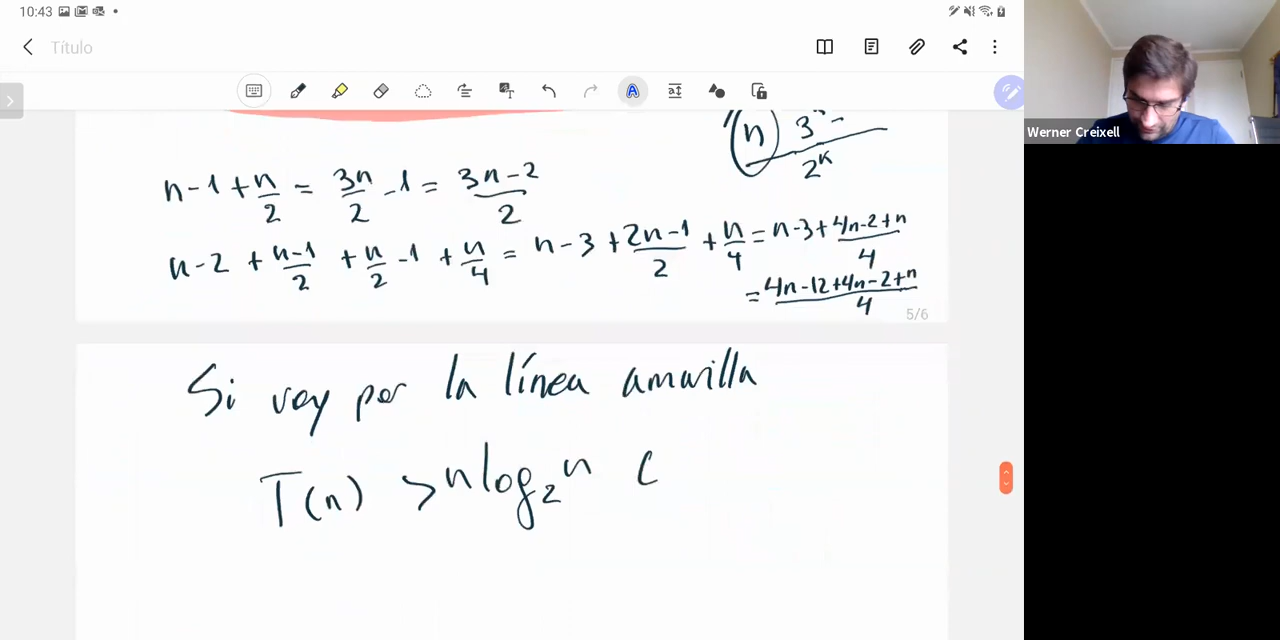 10:43
Título
(n) 3
2^k
n-1+n/2 = 3n/2 -1 = 3n-2/2
n-2 + n-1/2 + n/2 -1 + n/4 = n-3 + 2n-1/2 + n/4 = n-3+ 4n-2+n/4
= 4n-12+4n-2+n/4
5/6
Si voy por la línea amarilla
T(n) > n log₂ n C
Werner Creixell